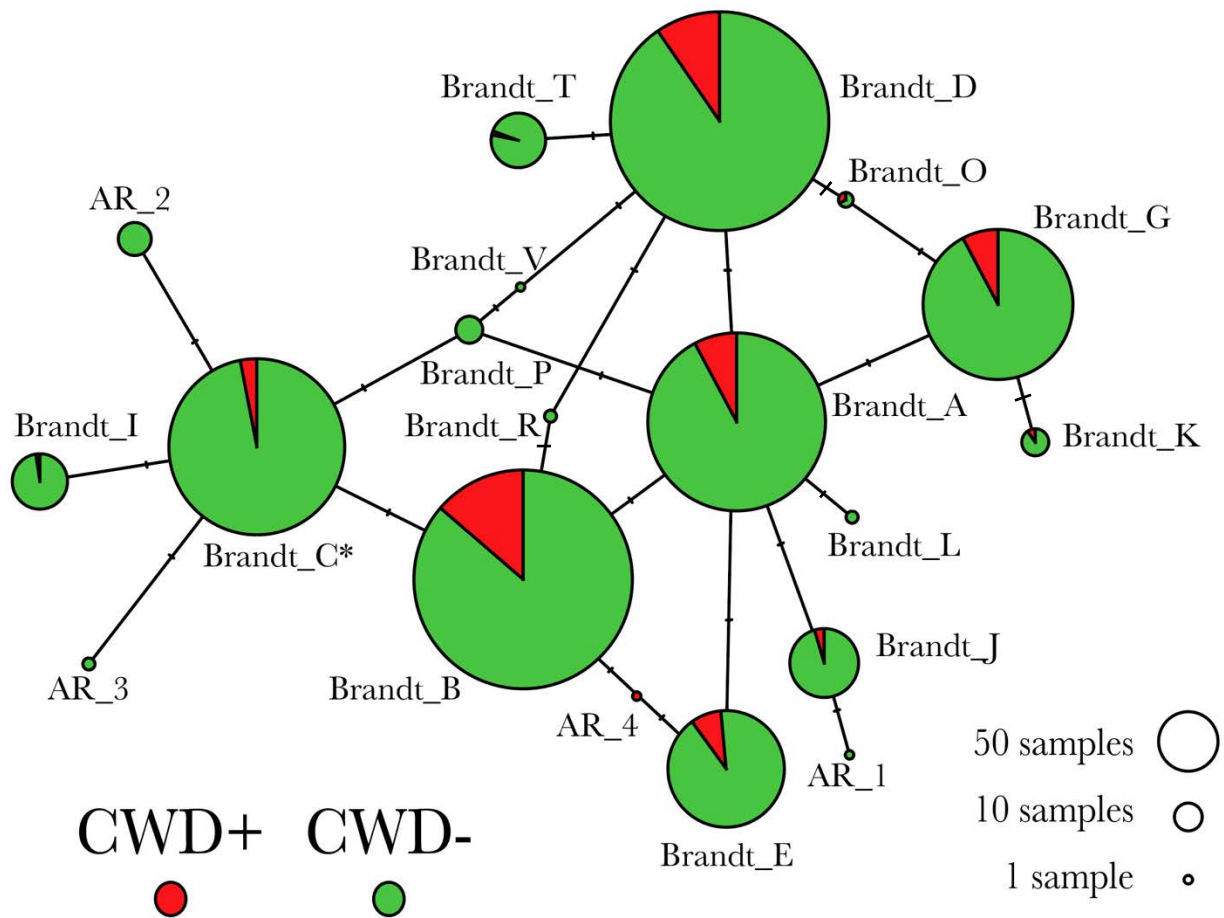 Brandt_T
Brandt_D
Brandt_O
AR_2
Brandt_G
Brandt_V
Brandt_P
Brandt_A
Brandt_I
Brandt_R
Brandt_K
Brandt_L
Brandt_C*
Brandt_J
AR_3
Brandt_B
AR_4
50 samples
AR_1
10 samples
CWD+ CWD-
Brandt_E
1 sample